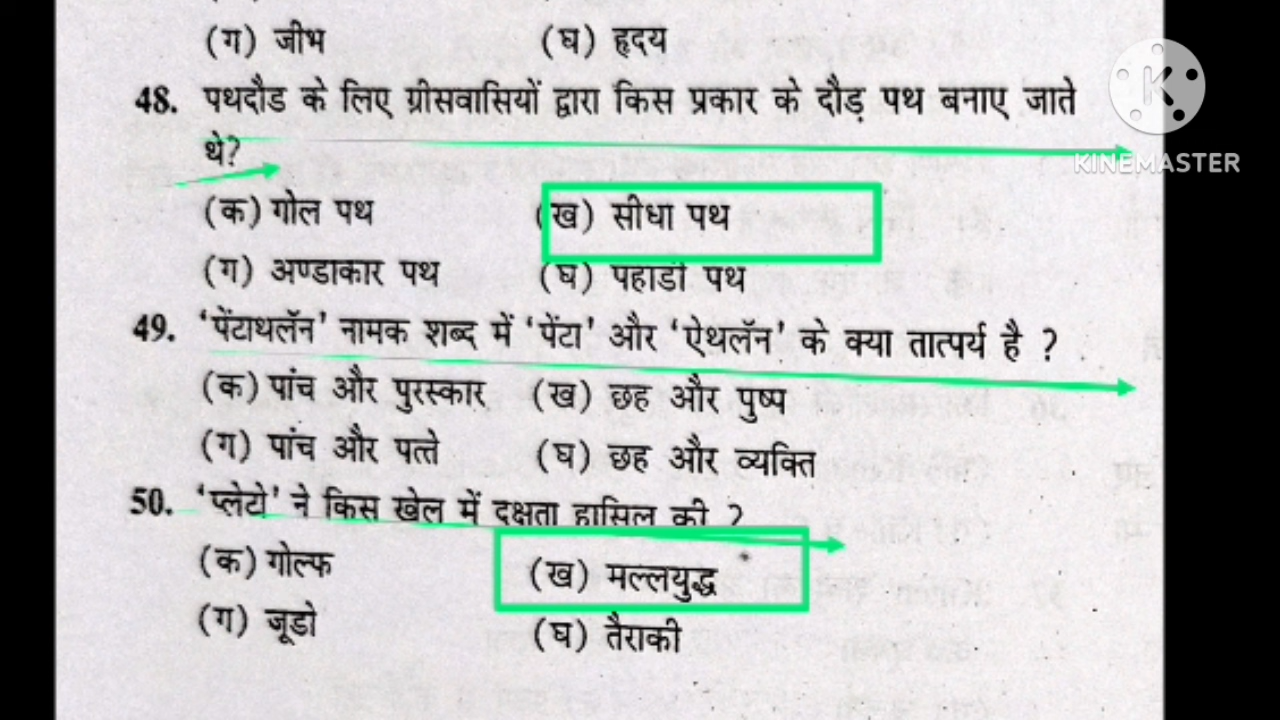 (ग) जीभ (घ) हृदय
48. पथदौड के लिए ग्रीसवासियों द्वारा किस प्रकार के दौड़ पथ बनाए जाते
थे?
KINEMASTER
(क) गोल पथ (ख) सीधा पथ
(ग) अण्डाकार पथ (घ) पहाडी पथ
49. 'पेंटाथलॅन' नामक शब्द में 'पेंटा' और 'ऐथलॅन' के क्या तात्पर्य है ?
(क) पांच और पुरस्कार (ख) छह और पुष्प
(ग) पांच और पत्ते (घ) छह और व्यक्ति
50. 'प्लेटो' ने किस खेल में दक्षता हासिल की ?
(क) गोल्फ (ख) मल्लयुद्ध
(ग) जूडो (घ) तैराकी